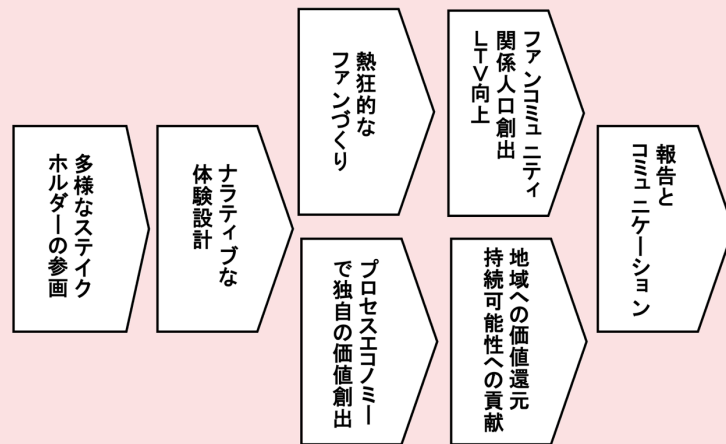 多様なステイク
ホルダーの参画
ナラティブな
体験設計
熱狂的な
ファンづくり
ファンコミュニティ
関係人口創出
LTV向上
プロセスエコノミー
で独自の価値創出
地域への価値還元
持続可能性への貢献
報告と
コミュニケーション